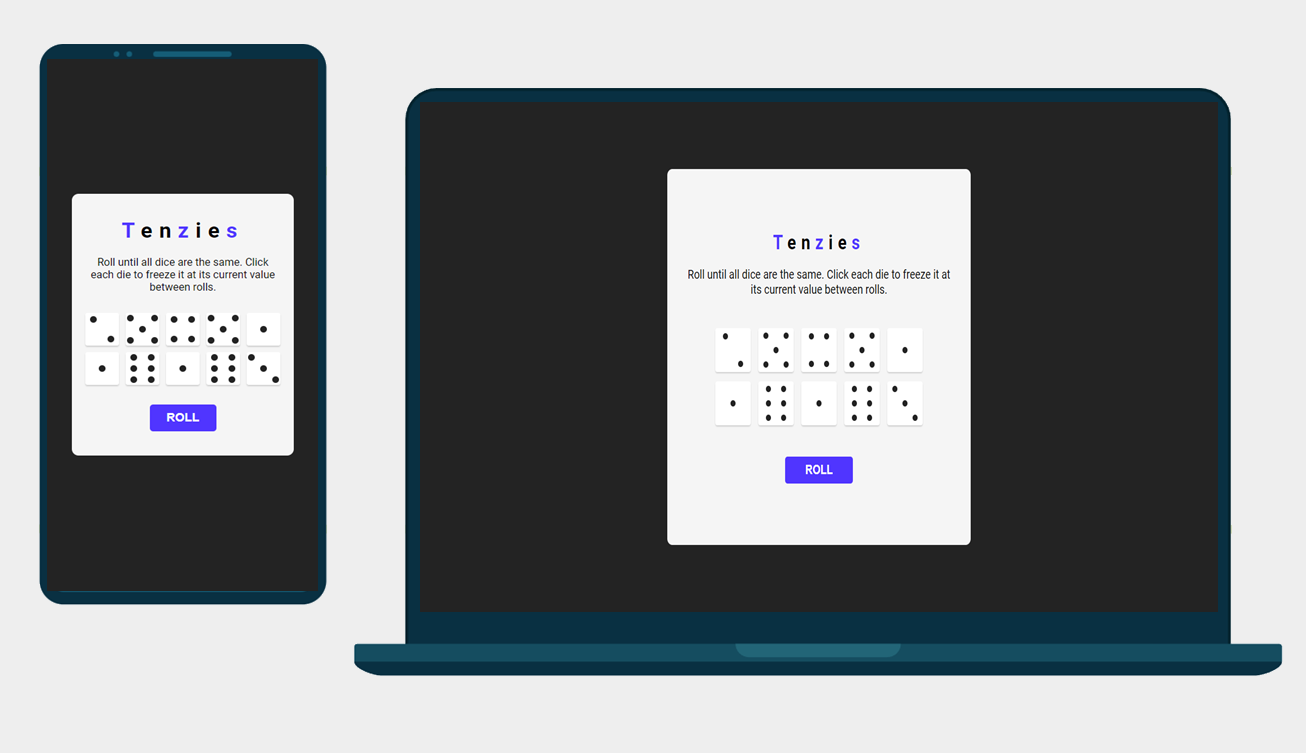 Tenzies
Roll until all dice are the same. Click
each die to freeze it at its current value
between rolls.
ROLL
Tenzies
Roll until all dice are the same. Click each die to freeze it at
its current value between rolls.
ROLL